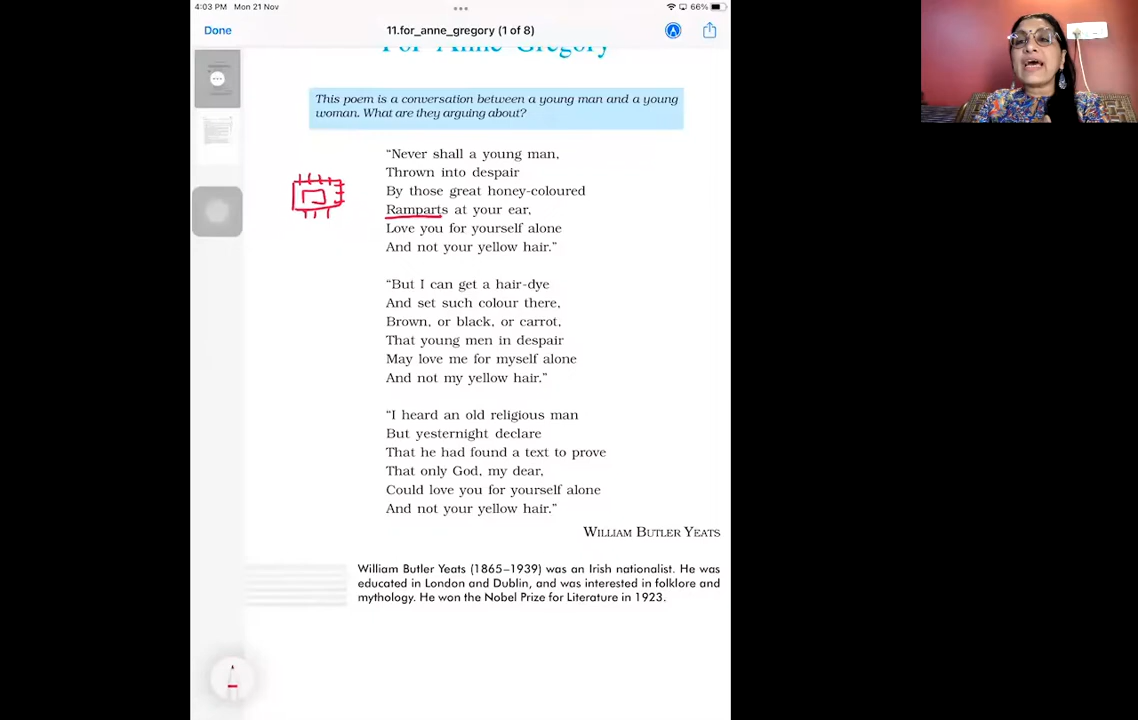 4:03 PM Mon 21 Nov
66%
Done
11.for_anne_gregory (1 of 8)
For Anne Gregory
This poem is a conversation between a young man and a young
woman. What are they arguing about?
"Never shall a young man,
Thrown into despair
By those great honey-coloured
Ramparts at your ear,
Love you for yourself alone
And not your yellow hair."
"But I can get a hair-dye
And set such colour there,
Brown, or black, or carrot,
That young men in despair
May love me for myself alone
And not my yellow hair."
"I heard an old religious man
But yesternight declare
That he had found a text to prove
That only God, my dear,
Could love you for yourself alone
And not your yellow hair."
WILLIAM BUTLER YEATS
William Butler Yeats (1865–1939) was an Irish nationalist. He was
educated in London and Dublin, and was interested in folklore and
mythology. He won the Nobel Prize for Literature in 1923.